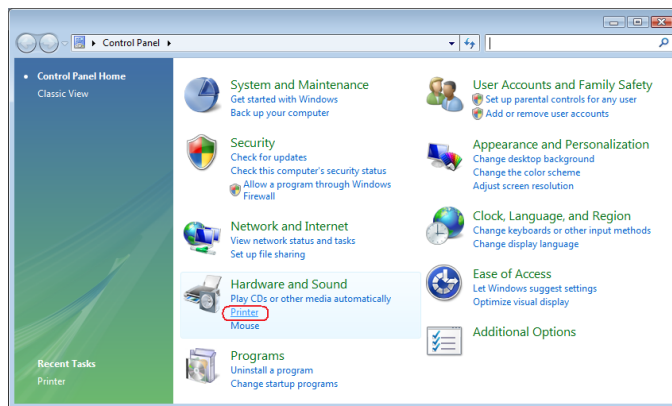 Control Panel
Control Panel Home
Classic View
Recent Tasks
Printer
System and Maintenance
Get started with Windows
Back up your computer
Security
Check for updates
Check this computer's security status
Allow a program through Windows
Firewall
Network and Internet
View network status and tasks
Set up file sharing
Hardware and Sound
Play CDs or other media automatically
Printer
Mouse
Programs
Uninstall a program
Change startup programs
User Accounts and Family Safety
Set up parental controls for any user
Add or remove user accounts
Appearance and Personalization
Change desktop background
Change the color scheme
Adjust screen resolution
Clock, Language, and Region
Change keyboards or other input methods
Change display language
Ease of Access
Let Windows suggest settings
Optimize visual display
Additional Options